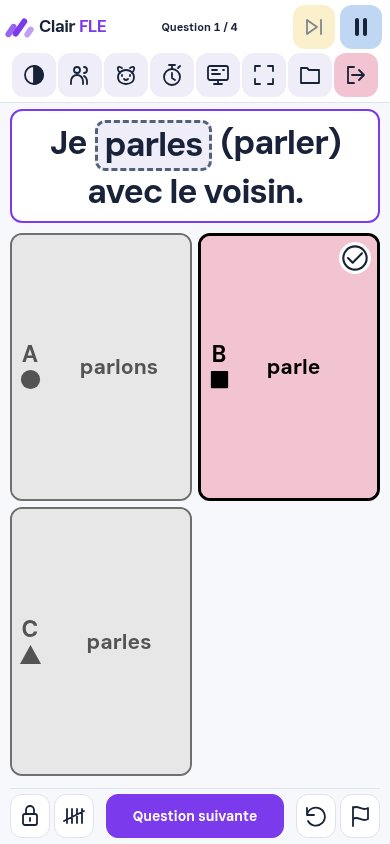 Clair FLE
Question 1 / 4
Je parles (parler)
avec le voisin.
A
parlons
B
parle
C
parles
Question suivante